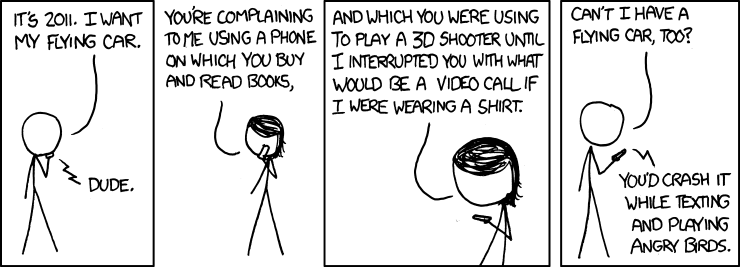 IT'S 2011. I WANT
MY FLYING CAR.
DUDE.
YOU'RE COMPLAINING
TO ME USING A PHONE
ON WHICH YOU BUY
AND READ BOOKS,
AND WHICH YOU WERE USING
TO PLAY A 3D SHOOTER UNTIL
I INTERRUPTED YOU WITH WHAT
WOULD BE A VIDEO CALL IF
I WERE WEARING A SHIRT.
CAN'T I HAVE A
FLYING CAR, TOO?
YOU'D CRASH IT
WHILE TEXTING
AND PLAYING
ANGRY BIRDS.